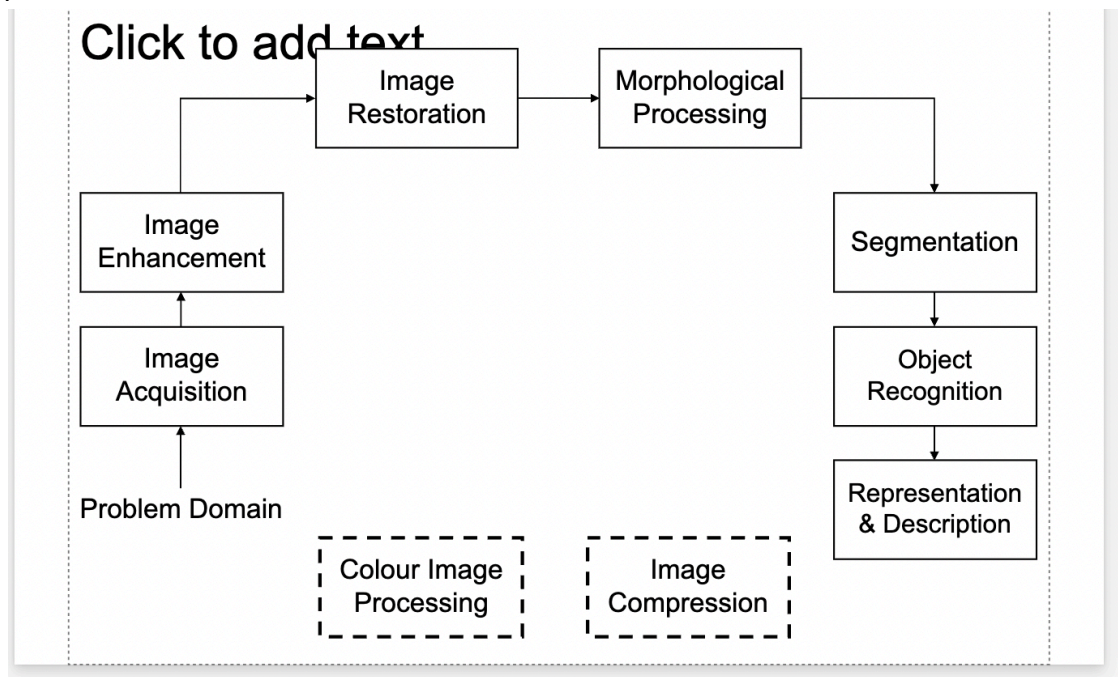 Click to add text
Image
Restoration
Morphological
Processing
Image
Enhancement
Segmentation
Image
Acquisition
Object
Recognition
Problem Domain
Representation
& Description
Colour Image
Processing
Image
Compression